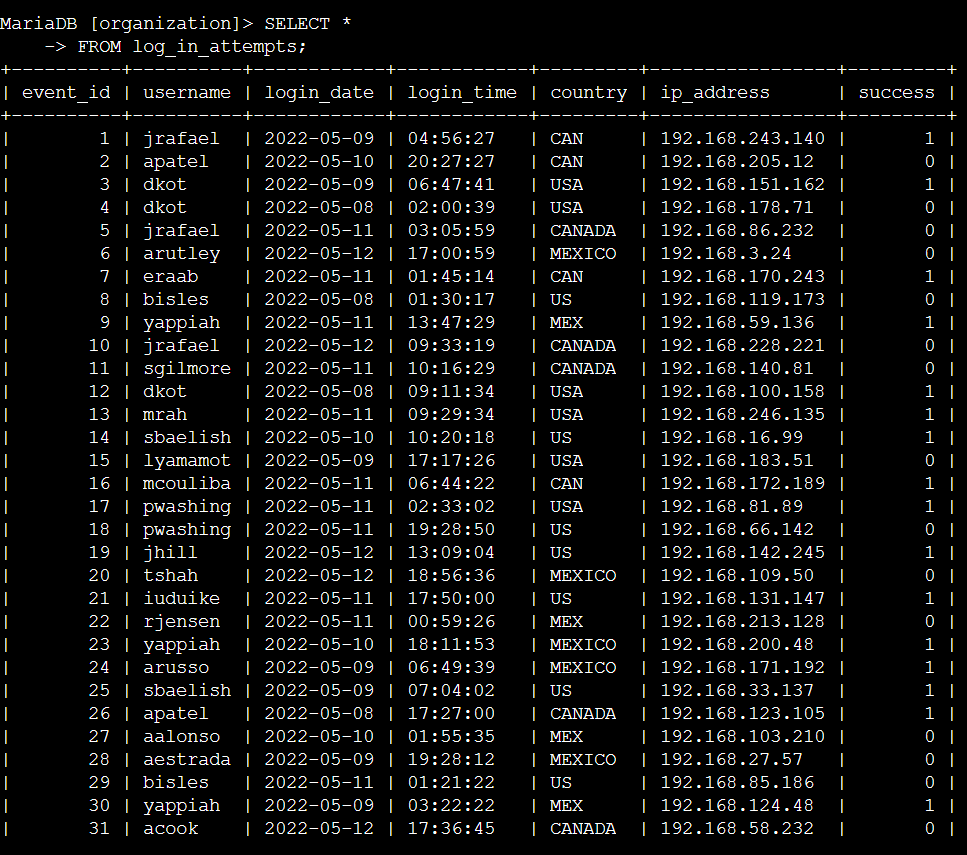 MariaDB [organization]> SELECT *
    -> FROM log_in_attempts;
+----------+----------+------------+------------+---------+-----------------+---------+
| event_id | username | login_date | login_time | country | ip_address      | success |
+----------+----------+------------+------------+---------+-----------------+---------+
|        1 | jrafael  | 2022-05-09 | 04:56:27   | CAN     | 192.168.243.140 |       1 |
|        2 | apatel   | 2022-05-10 | 20:27:27   | CAN     | 192.168.205.12  |       0 |
|        3 | dkot     | 2022-05-09 | 06:47:41   | USA     | 192.168.151.162 |       1 |
|        4 | dkot     | 2022-05-08 | 02:00:39   | USA     | 192.168.178.71  |       0 |
|        5 | jrafael  | 2022-05-11 | 03:05:59   | CANADA  | 192.168.86.232  |       0 |
|        6 | arutley  | 2022-05-12 | 17:00:59   | MEXICO  | 192.168.3.24    |       0 |
|        7 | eraab    | 2022-05-11 | 01:45:14   | CAN     | 192.168.170.243 |       1 |
|        8 | bisles   | 2022-05-08 | 01:30:17   | US      | 192.168.119.173 |       0 |
|        9 | yappiah  | 2022-05-11 | 13:47:29   | MEX     | 192.168.59.136  |       1 |
|       10 | jrafael  | 2022-05-12 | 09:33:19   | CANADA  | 192.168.228.221 |       0 |
|       11 | sgilmore | 2022-05-11 | 10:16:29   | CANADA  | 192.168.140.81  |       0 |
|       12 | dkot     | 2022-05-08 | 09:11:34   | USA     | 192.168.100.158 |       1 |
|       13 | mrah     | 2022-05-11 | 09:29:34   | USA     | 192.168.246.135 |       1 |
|       14 | sbaelish | 2022-05-10 | 10:20:18   | US      | 192.168.16.99   |       1 |
|       15 | lyamamot | 2022-05-09 | 17:17:26   | USA     | 192.168.183.51  |       0 |
|       16 | mcouliba | 2022-05-11 | 06:44:22   | CAN     | 192.168.172.189 |       1 |
|       17 | pwashing | 2022-05-11 | 02:33:02   | USA     | 192.168.81.89   |       1 |
|       18 | pwashing | 2022-05-11 | 19:28:50   | US      | 192.168.66.142  |       0 |
|       19 | jhill    | 2022-05-12 | 13:09:04   | US      | 192.168.142.245 |       1 |
|       20 | tshah    | 2022-05-12 | 18:56:36   | MEXICO  | 192.168.109.50  |       0 |
|       21 | iuduike  | 2022-05-11 | 17:50:00   | US      | 192.168.131.147 |       1 |
|       22 | rjensen  | 2022-05-11 | 00:59:26   | MEX     | 192.168.213.128 |       0 |
|       23 | yappiah  | 2022-05-10 | 18:11:53   | MEXICO  | 192.168.200.48  |       1 |
|       24 | arusso   | 2022-05-09 | 06:49:39   | MEXICO  | 192.168.171.192 |       1 |
|       25 | sbaelish | 2022-05-09 | 07:04:02   | US      | 192.168.33.137  |       1 |
|       26 | apatel   | 2022-05-08 | 17:27:00   | CANADA  | 192.168.123.105 |       1 |
|       27 | aalonso  | 2022-05-10 | 01:55:35   | MEX     | 192.168.103.210 |       0 |
|       28 | aestrada | 2022-05-09 | 19:28:12   | MEXICO  | 192.168.27.57   |       0 |
|       29 | bisles   | 2022-05-11 | 01:21:22   | US      | 192.168.85.186  |       0 |
|       30 | yappiah  | 2022-05-09 | 03:22:22   | MEX     | 192.168.124.48  |       1 |
|       31 | acook    | 2022-05-12 | 17:36:45   | CANADA  | 192.168.58.232  |       0 |